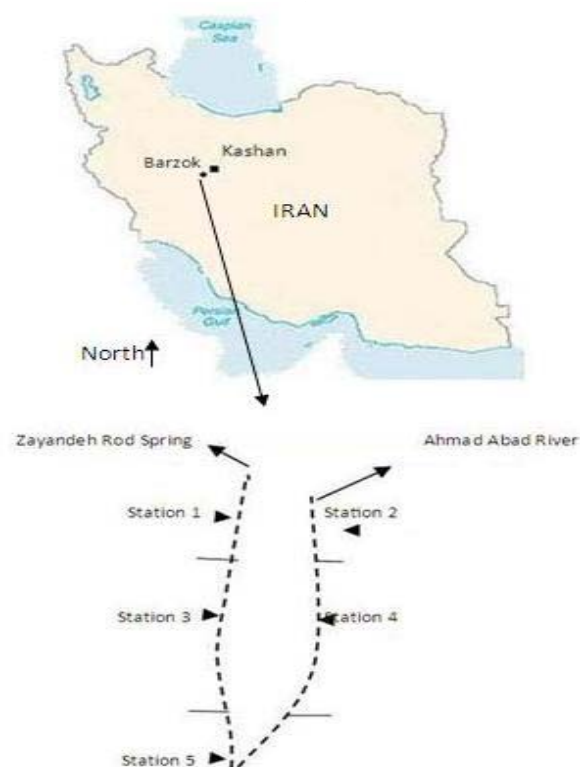 Caspian
Sea
Kashan
Barzok
IRAN
Persian
Gulf
North
Zayandeh Rod Spring
Ahmad Abad River
Station 1
Station 2
Station 3
Station 4
Station 5